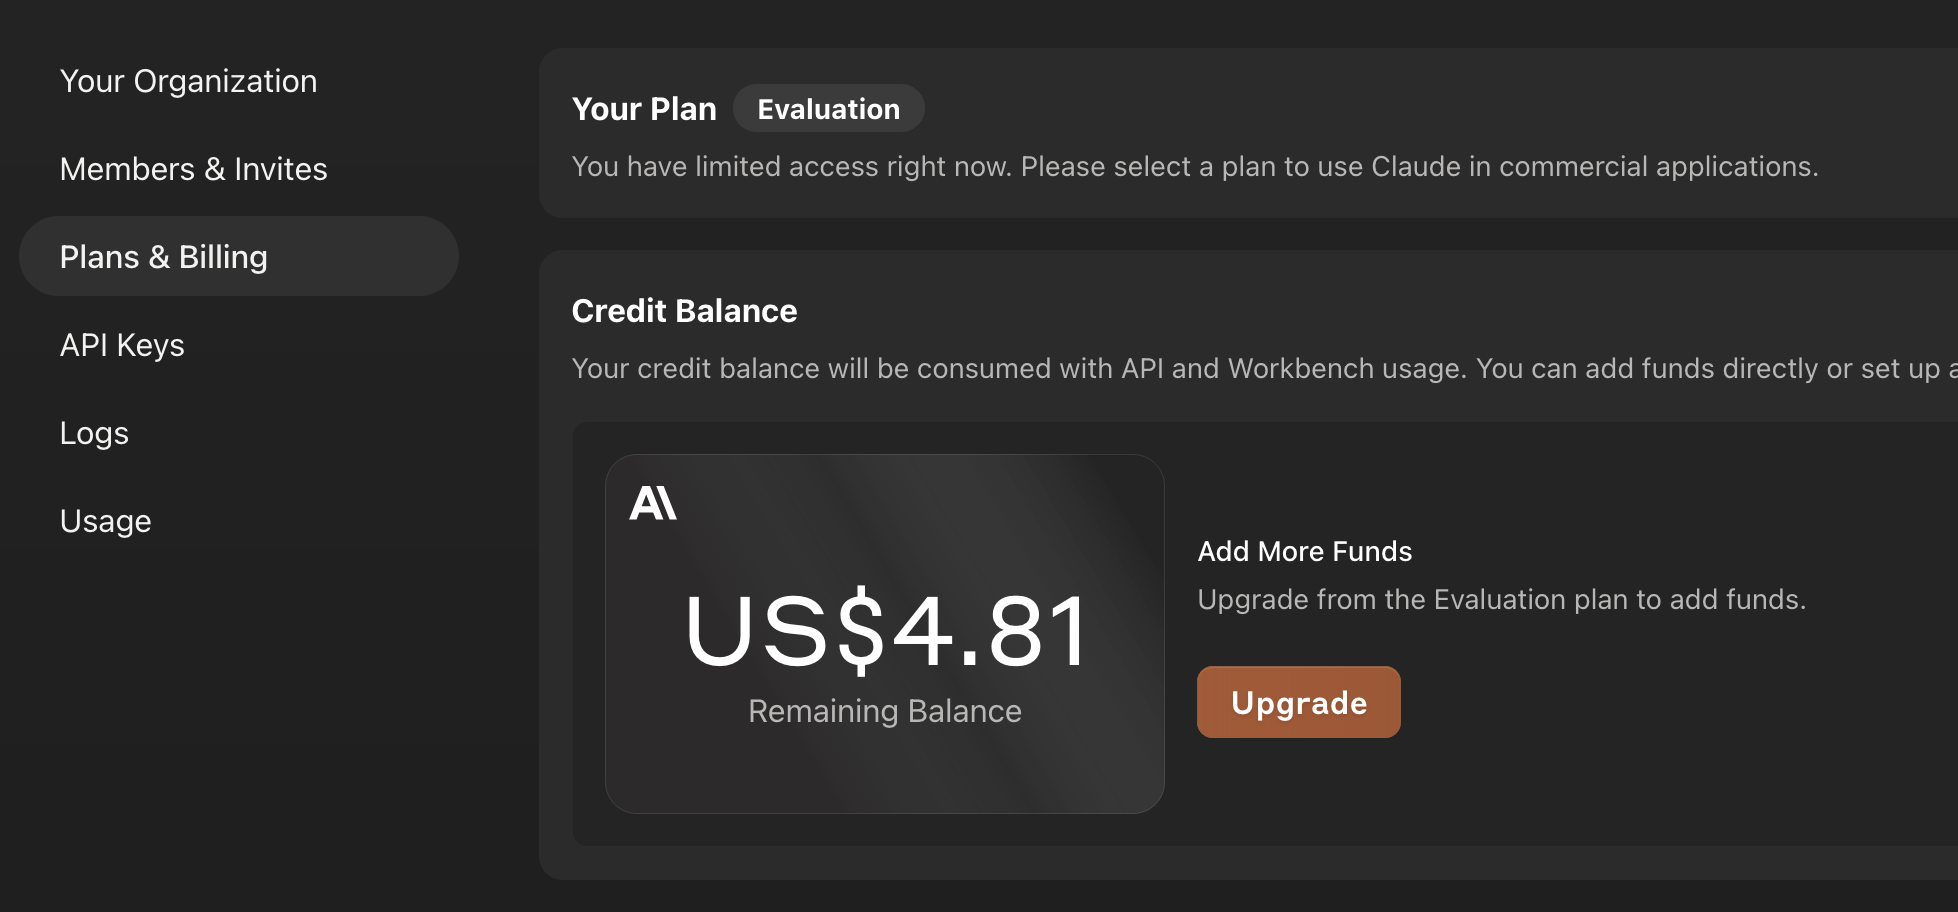 Your Organization
Members & Invites
Plans & Billing
API Keys
Logs
Usage
Your Plan Evaluation
You have limited access right now. Please select a plan to use Claude in commercial applications.
Credit Balance
Your credit balance will be consumed with API and Workbench usage. You can add funds directly or set up
US$4.81
Remaining Balance
Add More Funds
Upgrade from the Evaluation plan to add funds.
Upgrade